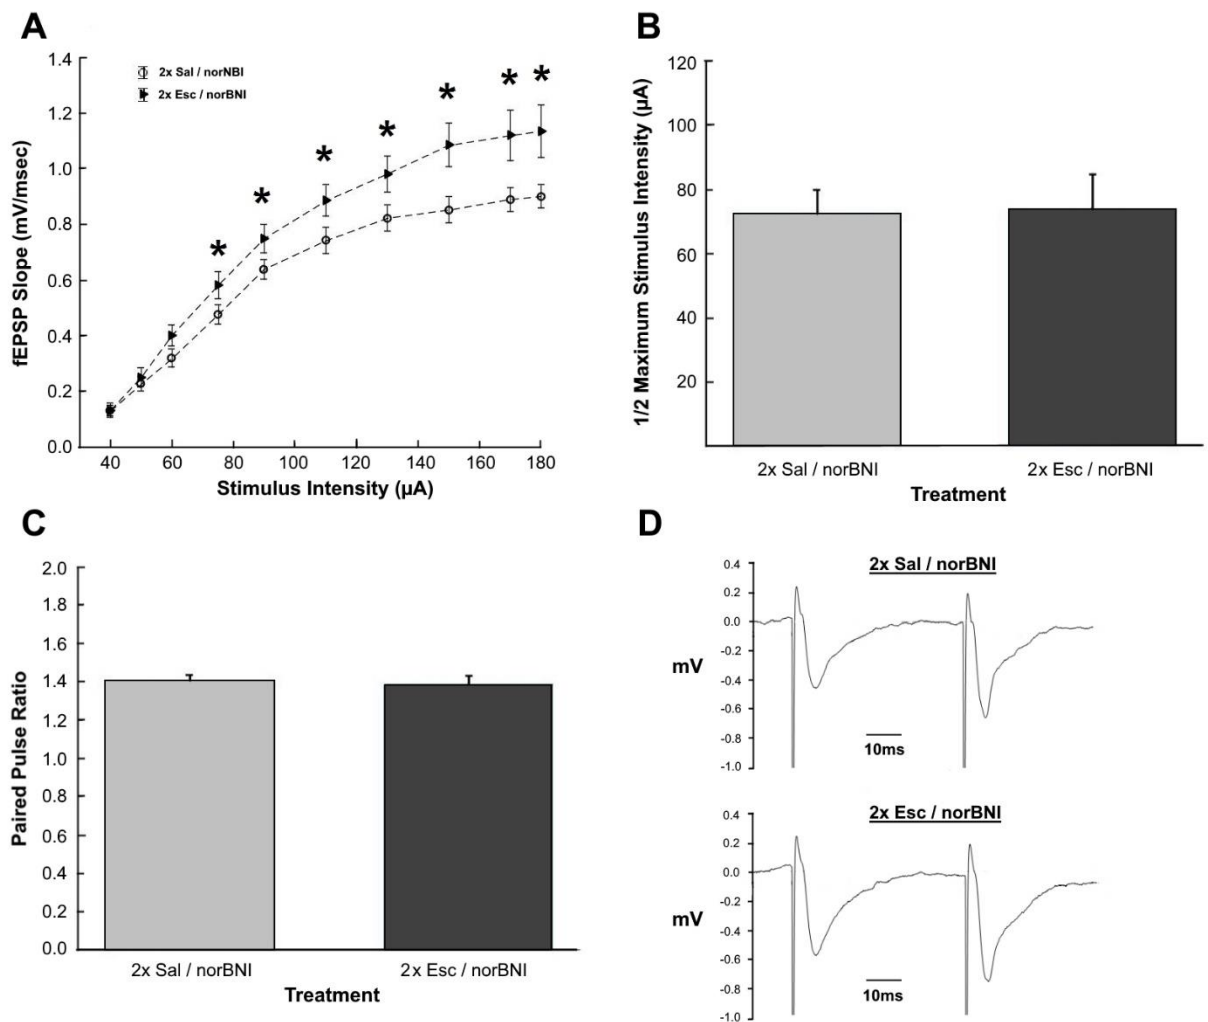 A
1.4
1.2
1.0
0.8
0.6
0.4
0.2
0.0
fEPSP Slope (mV/msec)
2x Sal / norNBI
2x Esc / norBNI
* * * * * * * *
40 60 80 100 120 140 160 180
Stimulus Intensity (µA)
B
120
100
80
60
40
20
1/2 Maximum Stimulus Intensity (µA)
2x Sal / norBNI 2x Esc / norBNI
Treatment
C
2.0
1.8
1.6
1.4
1.2
1.0
0.8
0.6
0.4
0.2
0.0
Paired Pulse Ratio
2x Sal / norBNI 2x Esc / norBNI
Treatment
D
2x Sal / norBNI
0.4
0.2
0.0
-0.2
-0.4
-0.6
-0.8
-1.0
mV
10ms
2x Esc / norBNI
0.4
0.2
0.0
-0.2
-0.4
-0.6
-0.8
-1.0
mV
10ms